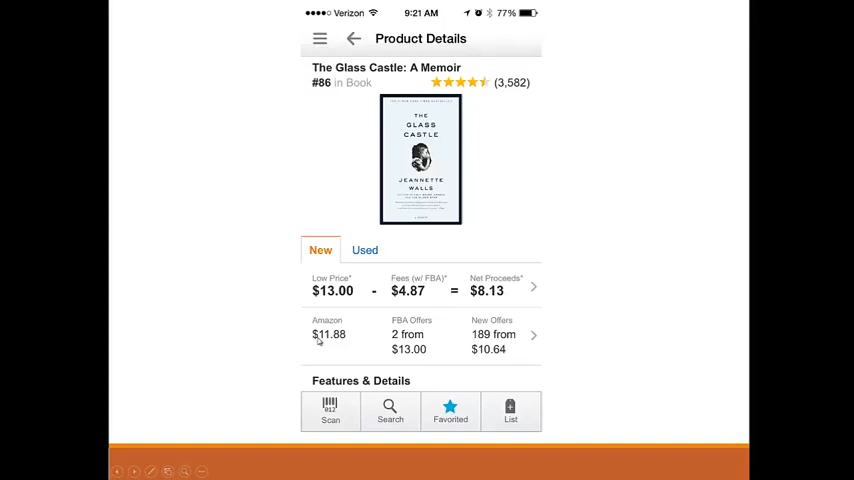 Verizon 9:21 AM 77%
Product Details
The Glass Castle: A Memoir
#86 in Book (3,582)
THE
GLASS
CASTLE
JEANNETTE
WALLS
New Used
Low Price* Fees (w/ FBA)* Net Proceeds*
$13.00 - $4.87 = $8.13
Amazon FBA Offers New Offers
$11.88 2 from 189 from
$13.00 $10.64
Features & Details
Scan Search Favorited List